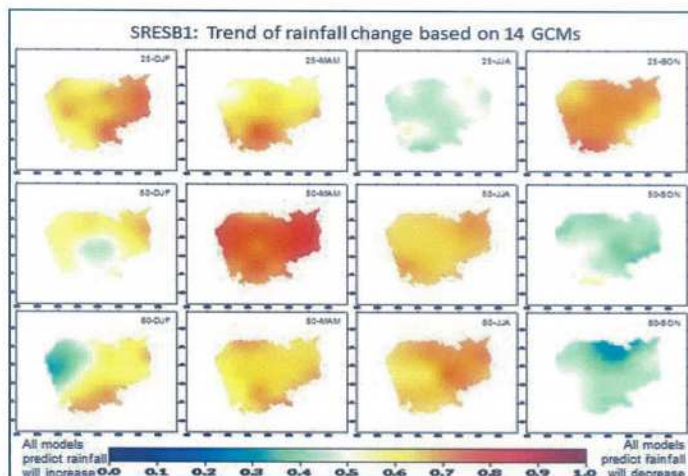 SRESB1: Trend of rainfall change based on 14 GCMs
25-DJF
25-MAM
25-JJA
25-SON
50-DJF
50-MAM
50-JJA
50-SON
80-DJF
80-MAM
80-JJA
80-SON
All models
predict rainfall
will increase
0.0 0.1 0.2 0.3 0.4 0.5 0.6 0.7 0.8 0.9 1.0
All models
predict rainfall
will decrease